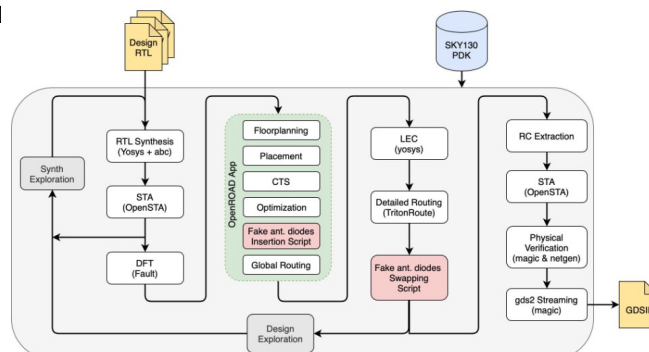 Design
RTL
SKY130
PDK
RTL Synthesis
(Yosys + abc)
Synth
Exploration
STA
(OpenSTA)
DFT
(Fault)
OpenROAD App
Floorplanning
Placement
CTS
Optimization
Fake ant. diodes
Insertion Script
Global Routing
LEC
(yosys)
Detailed Routing
(TritonRoute)
Fake ant. diodes
Swapping
Script
Design
Exploration
RC Extraction
STA
(OpenSTA)
Physical
Verification
(magic & netgen)
gds2 Streaming
(magic)